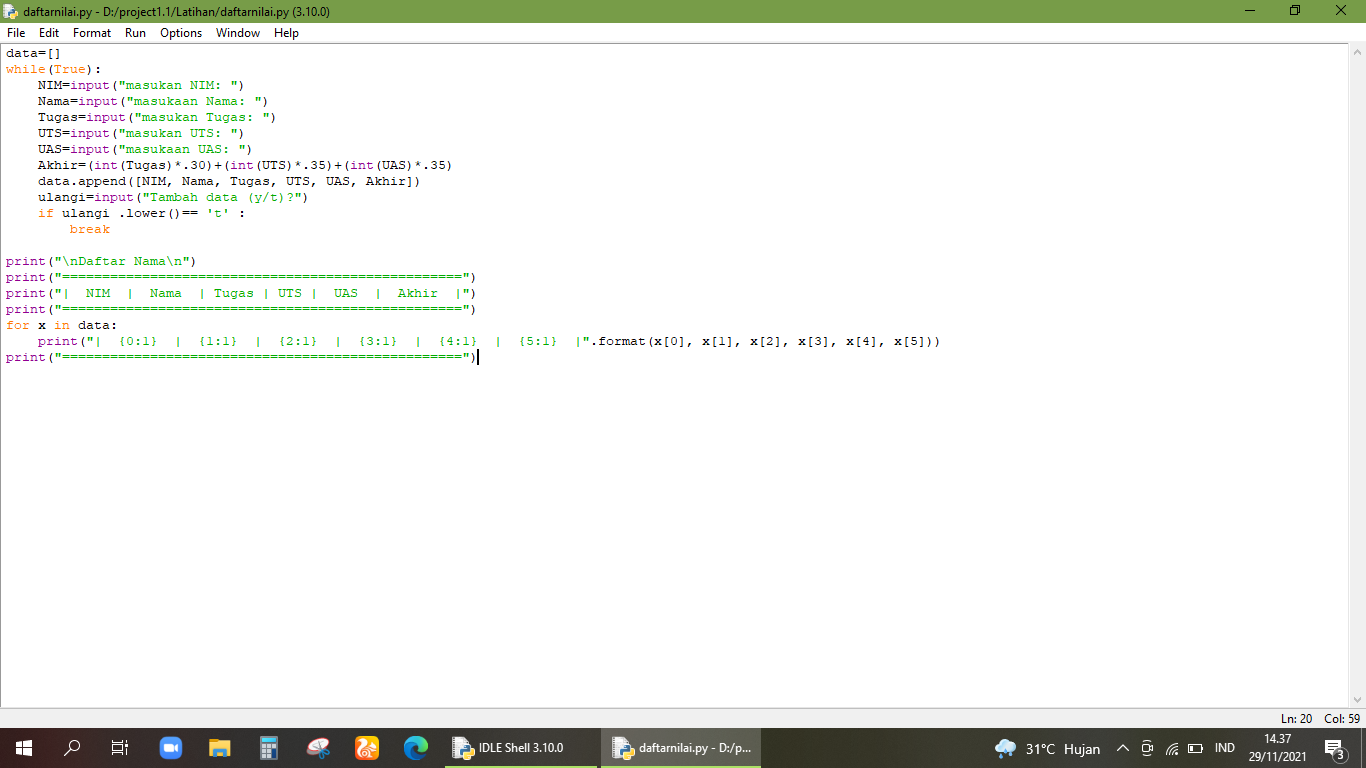 daftarnilai.py - D:/project1.1/Latihan/daftarnilai.py (3.10.0)
File Edit Format Run Options Window Help
data=[]
while(True):
    NIM=input("masukan NIM: ")
    Nama=input("masukaan Nama: ")
    Tugas=input("masukan Tugas: ")
    UTS=input("masukan UTS: ")
    UAS=input("masukaan UAS: ")
    Akhir=(int(Tugas)*.30)+(int(UTS)*.35)+(int(UAS)*.35)
    data.append([NIM, Nama, Tugas, UTS, UAS, Akhir])
    ulangi=input("Tambah data (y/t)?")
    if ulangi .lower()== 't' :
        break
print("\nDaftar Nama\n")
print("==================================================")
print("|  NIM  |  Nama  | Tugas | UTS |  UAS  |  Akhir  |")
print("==================================================")
for x in data:
    print("|  {0:1}  |  {1:1}  |  {2:1}  |  {3:1}  |  {4:1}  |  {5:1}  |".format(x[0], x[1], x[2], x[3], x[4], x[5]))
print("==================================================")
Ln: 20 Col: 59
IDLE Shell 3.10.0
daftarnilai.py - D:/p...
31°C Hujan
IND
14.37
29/11/2021
3